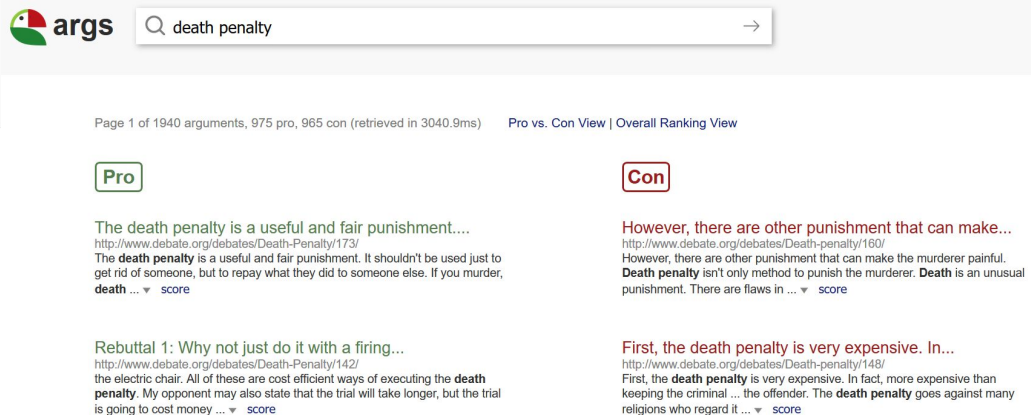 args
death penalty
Page 1 of 1940 arguments, 975 pro, 965 con (retrieved in 3040.9ms) Pro vs. Con View | Overall Ranking View
Pro
The death penalty is a useful and fair punishment....
http://www.debate.org/debates/Death-Penalty/173/
The death penalty is a useful and fair punishment. It shouldn't be used just to
get rid of someone, but to repay what they did to someone else. If you murder,
death ... ▾ score
Rebuttal 1: Why not just do it with a firing...
http://www.debate.org/debates/Death-Penalty/142/
the electric chair. All of these are cost efficient ways of executing the death
penalty. My opponent may also state that the trial will take longer, but the trial
is going to cost money ... ▾ score
Con
However, there are other punishment that can make...
http://www.debate.org/debates/Death-penalty/160/
However, there are other punishment that can make the murderer painful.
Death penalty isn't only method to punish the murderer. Death is an unusual
punishment. There are flaws in ... ▾ score
First, the death penalty is very expensive. In...
http://www.debate.org/debates/Death-penalty/148/
First, the death penalty is very expensive. In fact, more expensive than
keeping the criminal ... the offender. The death penalty goes against many
religions who regard it ... ▾ score